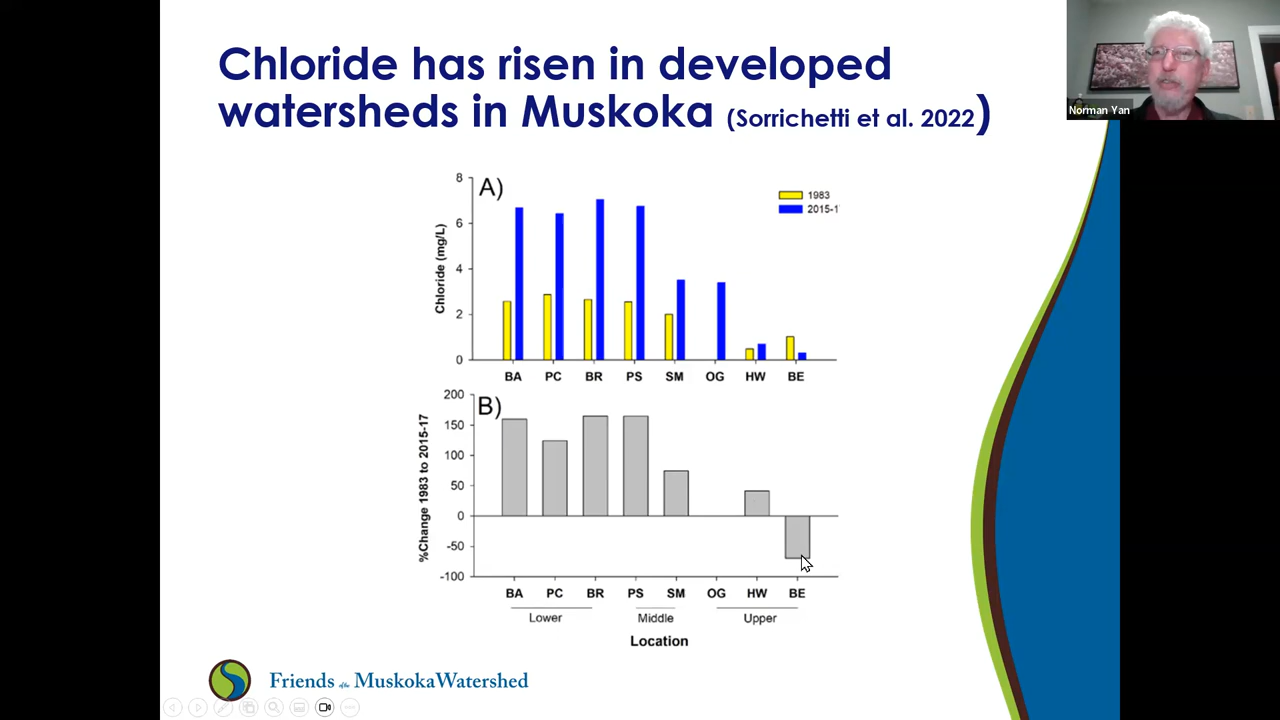 Chloride has risen in developed
watersheds in Muskoka (Sorrichetti et al. 2022)
Norman Yan
A)
1983
2015-1
Chloride (mg/L)
8
6
4
2
0
BA PC BR PS SM OG HW BE
B)
%Change 1983 to 2015-17
200
150
100
50
0
-50
-100
BA PC BR PS SM OG HW BE
Lower Middle Upper
Location
Friends of the MuskokaWatershed